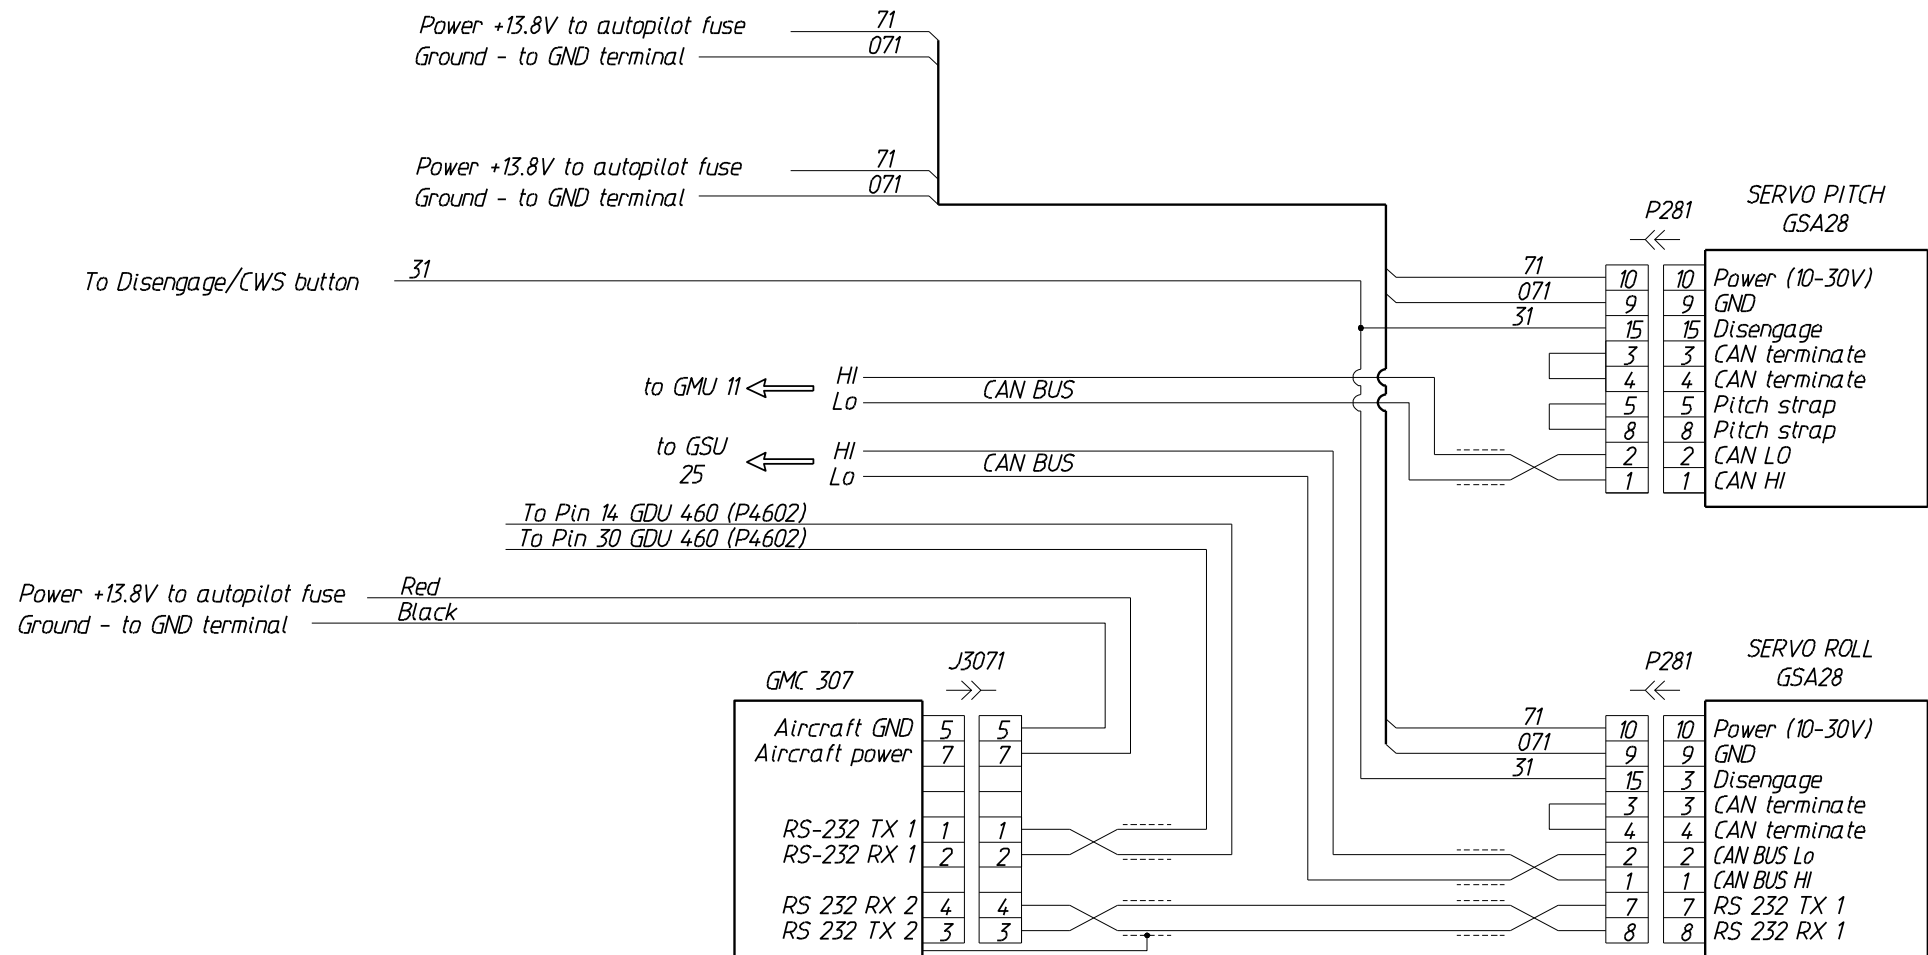 Power +13.8V to autopilot fuse 71
Ground - to GND terminal 071
Power +13.8V to autopilot fuse 71
Ground - to GND terminal 071
To Disengage/CWS button 31
SERVO PITCH
GSA28
P281
71 10 10 Power (10-30V)
071 9 9 GND
31 15 15 Disengage
3 3 CAN terminate
4 4 CAN terminate
5 5 Pitch strap
8 8 Pitch strap
2 2 CAN LO
1 1 CAN HI
to GMU 11 HI
Lo
CAN BUS
to GSU
25
HI
Lo
CAN BUS
To Pin 14 GDU 460 (P4602)
To Pin 30 GDU 460 (P4602)
Power +13.8V to autopilot fuse Red
Ground - to GND terminal Black
GMC 307
J3071
Aircraft GND 5 5
Aircraft power 7 7
RS-232 TX 1 1 1
RS-232 RX 1 2 2
RS 232 RX 2 4 4
RS 232 TX 2 3 3
SERVO ROLL
GSA28
P281
71 10 10 Power (10-30V)
071 9 9 GND
31 15 3 Disengage
3 3 CAN terminate
4 4 CAN terminate
2 2 CAN BUS Lo
1 1 CAN BUS HI
7 7 RS 232 TX 1
8 8 RS 232 RX 1